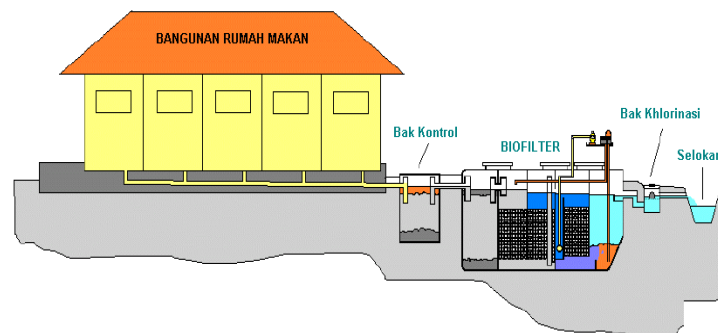 BANGUNAN RUMAH MAKAN
Bak Kontrol
BIOFILTER
Bak Khlorinasi
Selokan